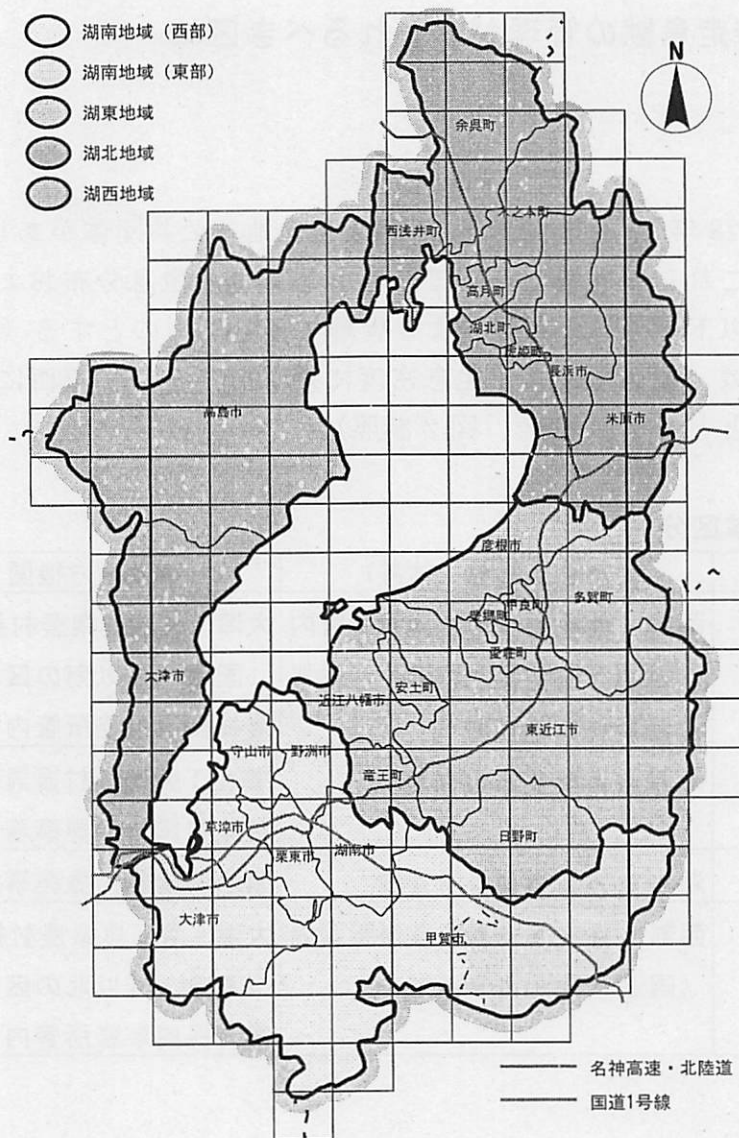 湖南地域（西部）
湖南地域（東部）
湖東地域
湖北地域
湖西地域
N
余呉町
木之本町
西浅井町
高月町
湖北町
虎姫町
長浜市
米原市
高島市
彦根市
多賀町
甲良町
豊郷町
愛荘町
大津市
安土町
近江八幡市
東近江市
守山市
野洲市
竜王町
日野町
草津市
栗東市
湖南市
大津市
甲賀市
名神高速・北陸道
国道1号線